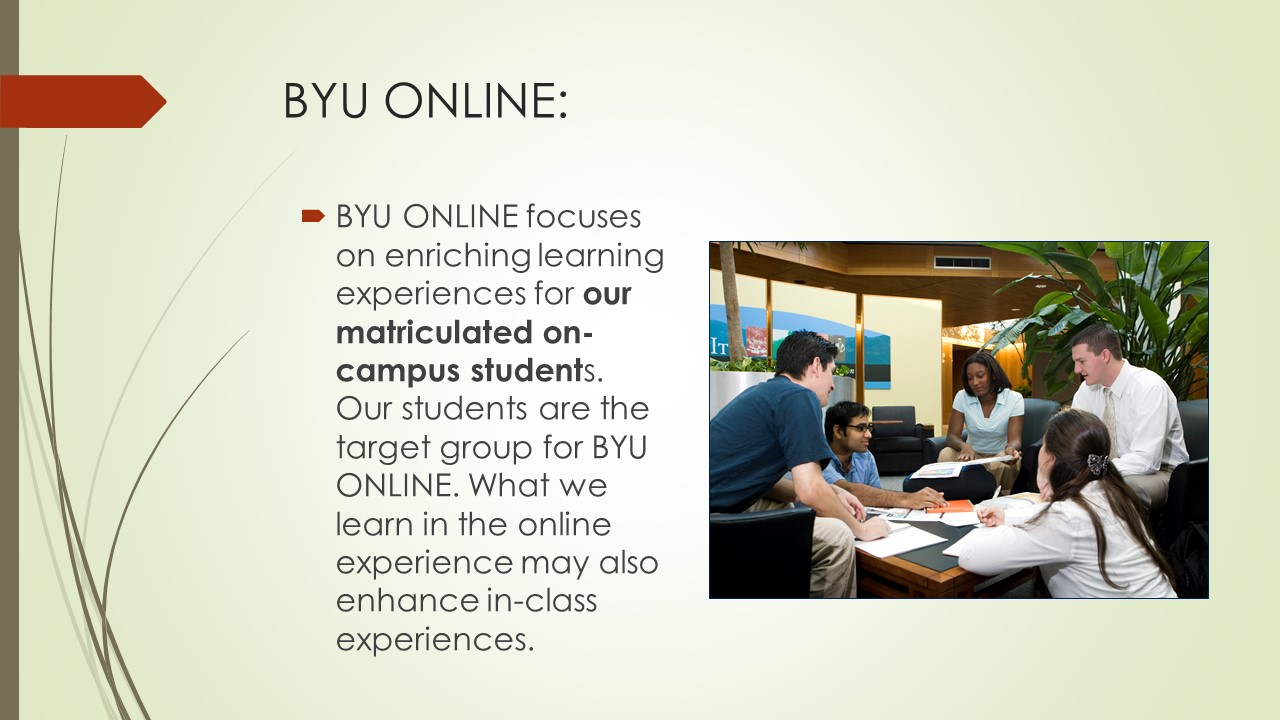 BYU ONLINE:
BYU ONLINE focuses
on enriching learning
experiences for our
matriculated on-
campus students.
Our students are the
target group for BYU
ONLINE. What we
learn in the online
experience may also
enhance in-class
experiences.